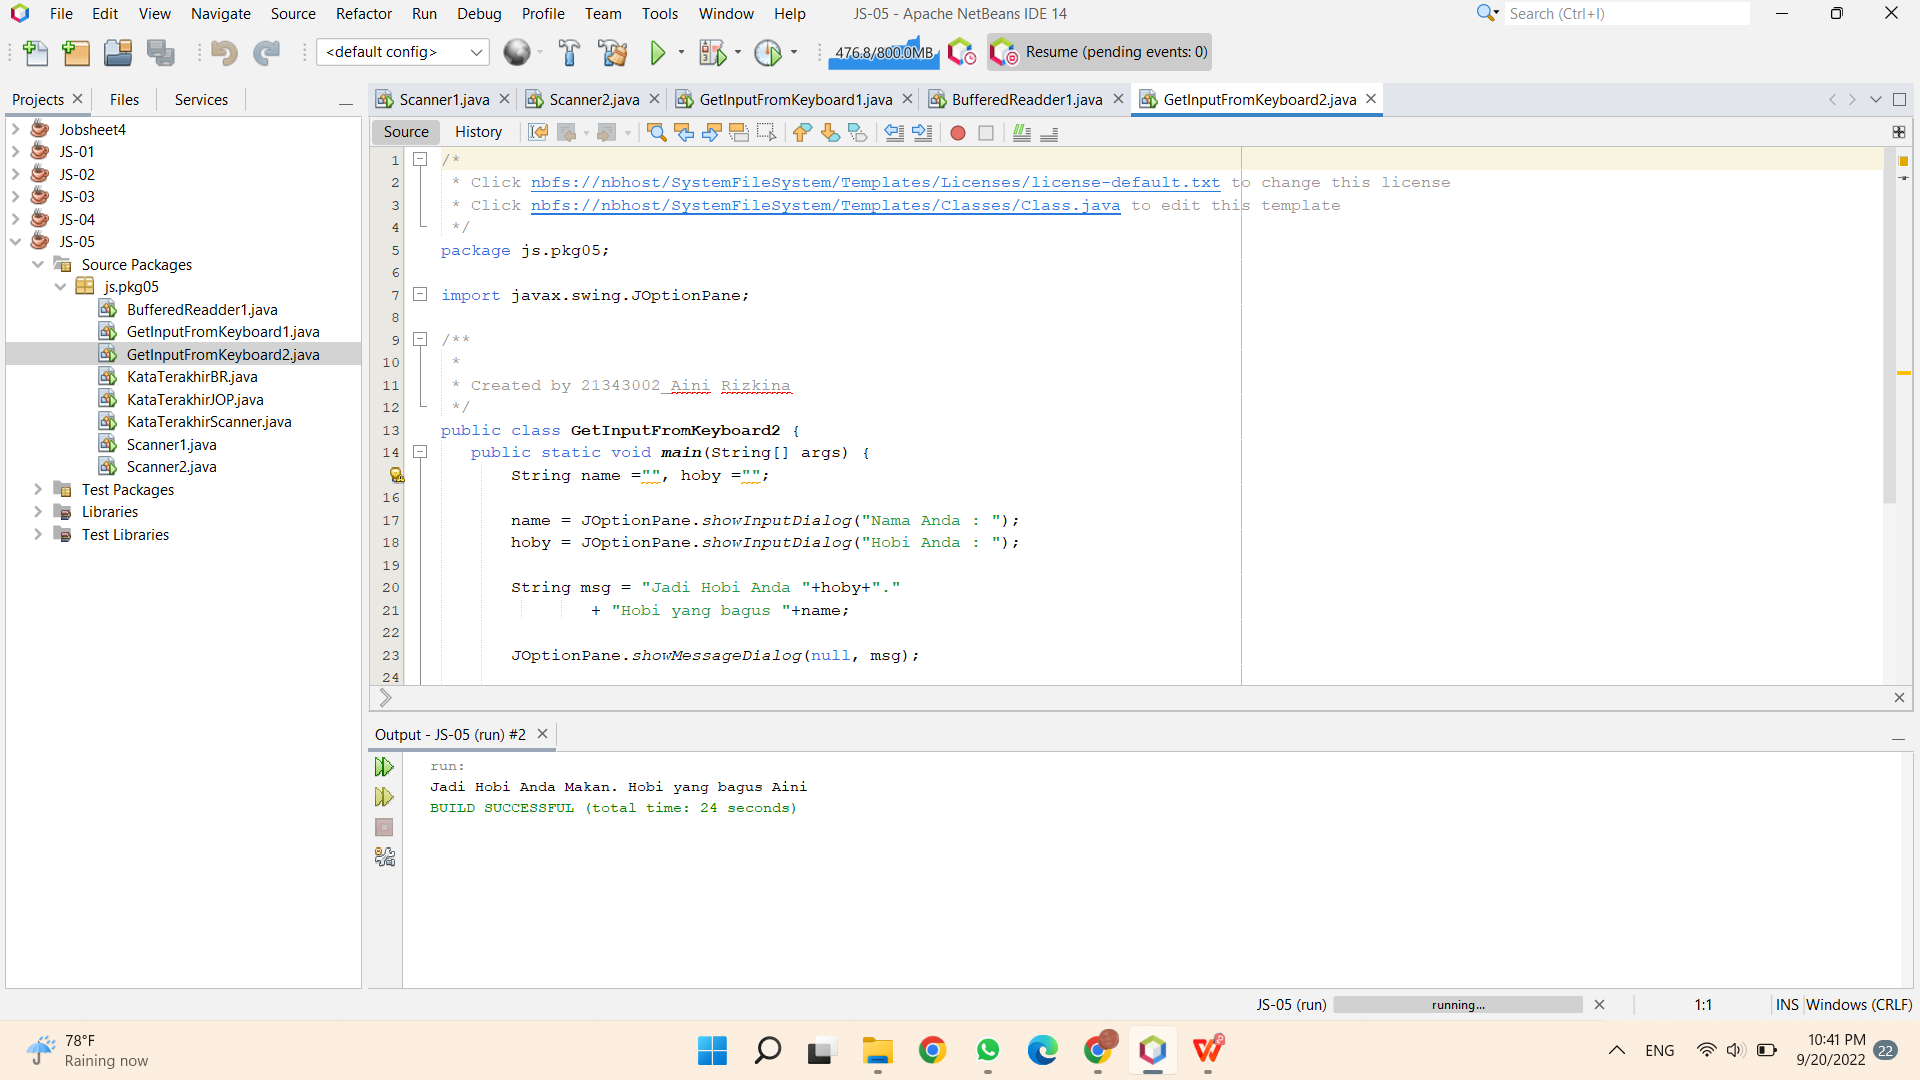 File Edit View Navigate Source Refactor Run Debug Profile Team Tools Window Help JS-05 - Apache NetBeans IDE 14 Search (Ctrl+I)
<default config> 476.8/800.0MB Resume (pending events: 0)
Projects Files Services
Scanner1.java Scanner2.java GetInputFromKeyboard1.java BufferedReadder1.java GetInputFromKeyboard2.java
Source History
Jobsheet4
JS-01
JS-02
JS-03
JS-04
JS-05
Source Packages
js.pkg05
BufferedReadder1.java
GetInputFromKeyboard1.java
GetInputFromKeyboard2.java
KataTerakhirBR.java
KataTerakhirJOP.java
KataTerakhirScanner.java
Scanner1.java
Scanner2.java
Test Packages
Libraries
Test Libraries
1 /*
2 * Click nbfs://nbhost/SystemFileSystem/Templates/Licenses/license-default.txt to change this license
3 * Click nbfs://nbhost/SystemFileSystem/Templates/Classes/Class.java to edit this template
4 */
5 package js.pkg05;
6
7 import javax.swing.JOptionPane;
8
9 /**
10 *
11 * Created by 21343002_Aini Rizkina
12 */
13 public class GetInputFromKeyboard2 {
14 public static void main(String[] args) {
String name ="", hoby ="";
16
17 name = JOptionPane.showInputDialog("Nama Anda : ");
18 hoby = JOptionPane.showInputDialog("Hobi Anda : ");
19
20 String msg = "Jadi Hobi Anda "+hoby+"."
21 + "Hobi yang bagus "+name;
22
23 JOptionPane.showMessageDialog(null, msg);
24
Output - JS-05 (run) #2
run:
Jadi Hobi Anda Makan. Hobi yang bagus Aini
BUILD SUCCESSFUL (total time: 24 seconds)
JS-05 (run) running... 1:1 INS Windows (CRLF)
78°F
Raining now
ENG
10:41 PM
9/20/2022
22